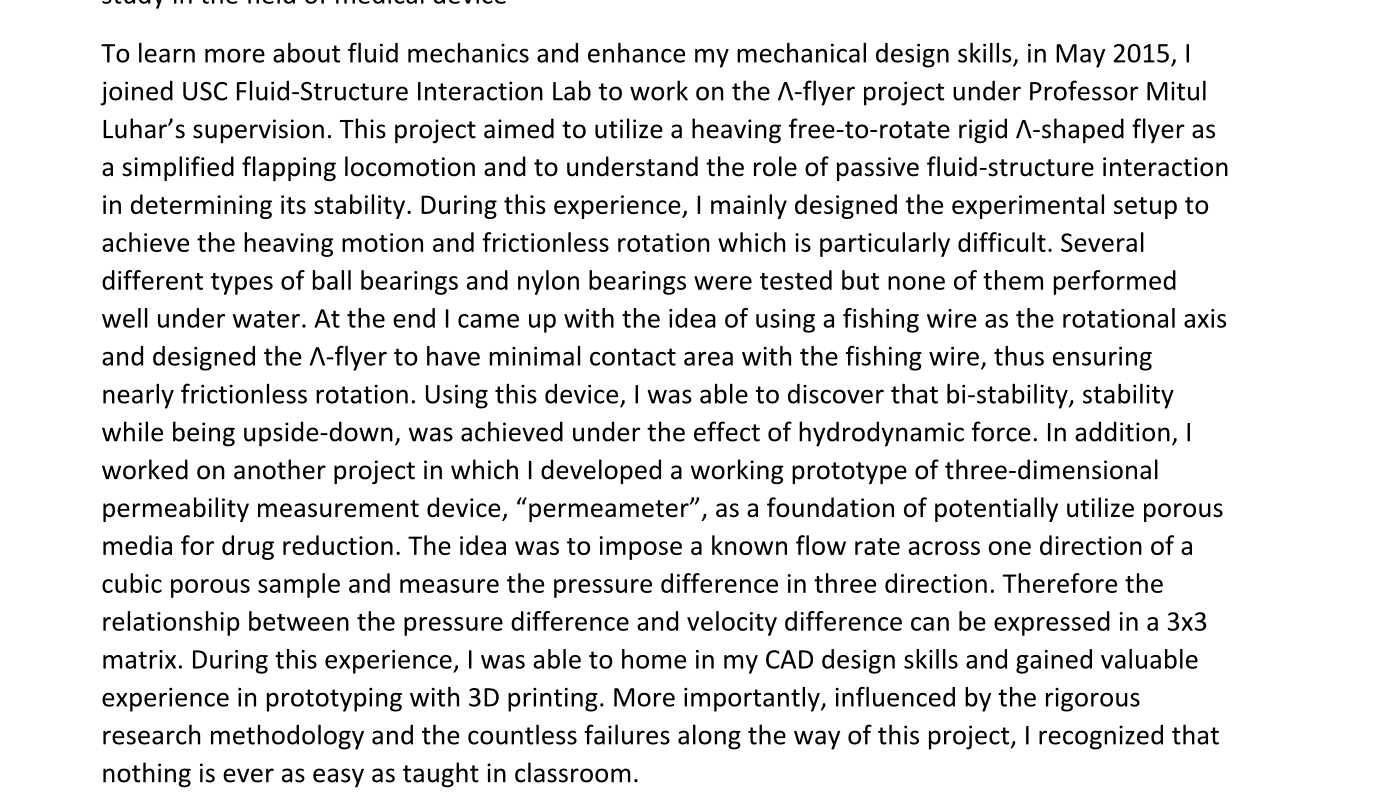 study in the field of medical device
To learn more about fluid mechanics and enhance my mechanical design skills, in May 2015, I
joined USC Fluid-Structure Interaction Lab to work on the Λ-flyer project under Professor Mitul
Luhar’s supervision. This project aimed to utilize a heaving free-to-rotate rigid Λ-shaped flyer as
a simplified flapping locomotion and to understand the role of passive fluid-structure interaction
in determining its stability. During this experience, I mainly designed the experimental setup to
achieve the heaving motion and frictionless rotation which is particularly difficult. Several
different types of ball bearings and nylon bearings were tested but none of them performed
well under water. At the end I came up with the idea of using a fishing wire as the rotational axis
and designed the Λ-flyer to have minimal contact area with the fishing wire, thus ensuring
nearly frictionless rotation. Using this device, I was able to discover that bi-stability, stability
while being upside-down, was achieved under the effect of hydrodynamic force. In addition, I
worked on another project in which I developed a working prototype of three-dimensional
permeability measurement device, “permeameter”, as a foundation of potentially utilize porous
media for drug reduction. The idea was to impose a known flow rate across one direction of a
cubic porous sample and measure the pressure difference in three direction. Therefore the
relationship between the pressure difference and velocity difference can be expressed in a 3x3
matrix. During this experience, I was able to home in my CAD design skills and gained valuable
experience in prototyping with 3D printing. More importantly, influenced by the rigorous
research methodology and the countless failures along the way of this project, I recognized that
nothing is ever as easy as taught in classroom.